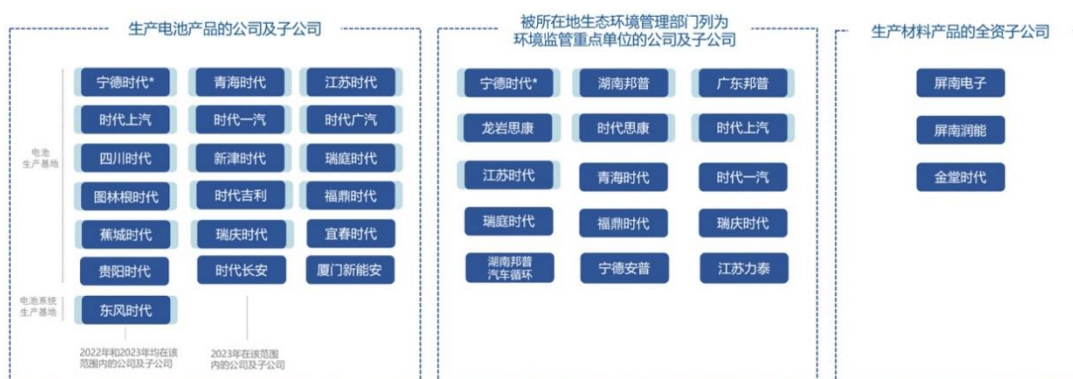 生产电池产品的公司及子公司
电池
生产基地
宁德时代*
青海时代
江苏时代
时代上汽
时代一汽
时代广汽
四川时代
新津时代
瑞庭时代
图林根时代
时代吉利
福鼎时代
蕉城时代
瑞庆时代
宜春时代
贵阳时代
时代长安
厦门新能安
电池系统
生产基地
东风时代
2022年和2023年均在该
范围内的公司及子公司
2023年在该范围
内的公司及子公司
被所在地生态环境管理部门列为
环境监管重点单位的公司及子公司
宁德时代*
湖南邦普
广东邦普
龙岩思康
时代思康
时代上汽
江苏时代
青海时代
时代一汽
瑞庭时代
福鼎时代
瑞庆时代
湖南邦普
汽车循环
宁德安普
江苏力泰
生产材料产品的全资子公司
屏南电子
屏南润能
金堂时代